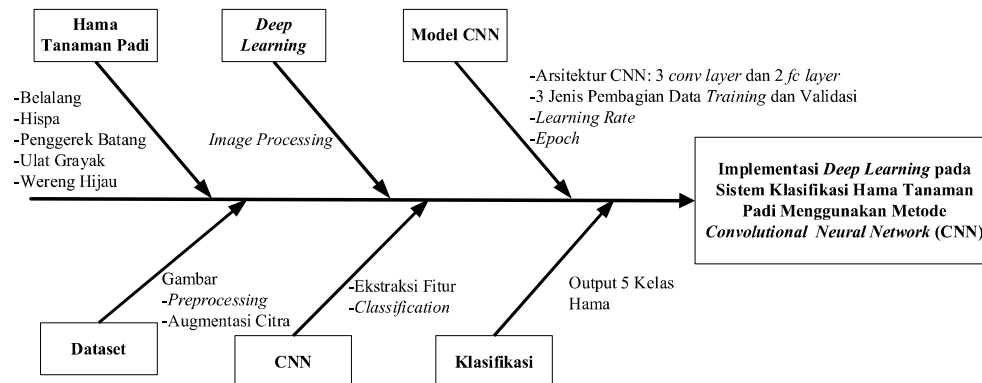 Hama
Tanaman Padi
Deep
Learning
Model CNN
-Belalang
-Hispa
-Penggerek Batang
-Ulat Grayak
-Wereng Hijau
Image Processing
-Arsitektur CNN: 3 conv layer dan 2 fc layer
-3 Jenis Pembagian Data Training dan Validasi
-Learning Rate
-Epoch
Implementasi Deep Learning pada
Sistem Klasifikasi Hama Tanaman
Padi Menggunakan Metode
Convolutional Neural Network (CNN)
Gambar
-Preprocessing
-Augmentasi Citra
-Ekstraksi Fitur
-Classification
Output 5 Kelas
Hama
Dataset
CNN
Klasifikasi